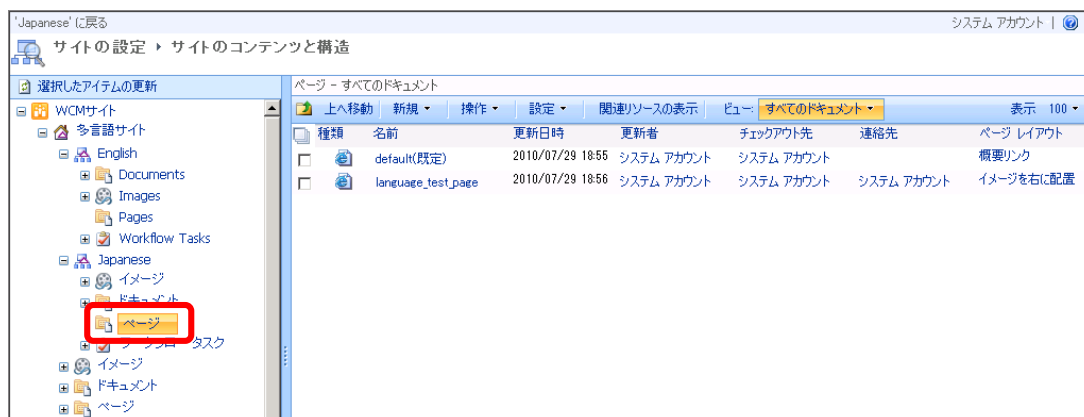 'Japanese' に戻る
システム アカウント |
サイトの設定 ▸ サイトのコンテンツと構造
選択したアイテムの更新
WCMサイト
多言語サイト
English
Documents
Images
Pages
Workflow Tasks
Japanese
イメージ
ドキュメント
ページ
ワークフロー タスク
イメージ
ドキュメント
ページ
ページ - すべてのドキュメント
上へ移動 新規 操作 設定 関連リソースの表示 ビュー: すべてのドキュメント 表示 100
種類 名前 更新日時 更新者 チェックアウト先 連絡先 ページ レイアウト
default(既定) 2010/07/29 18:55 システム アカウント システム アカウント 概要リンク
language_test_page 2010/07/29 18:56 システム アカウント システム アカウント システム アカウント イメージを右に配置